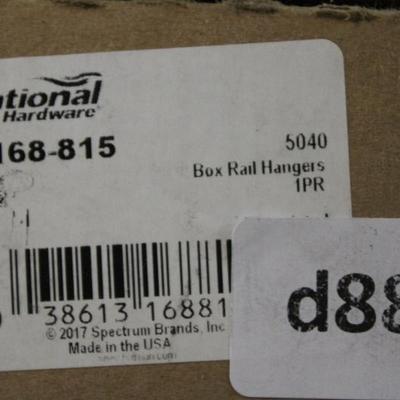 ational
Hardware
168-815
5040
Box Rail Hangers
1PR
38613 16881
© 2017 Spectrum Brands, Inc
Made in the USA
d88